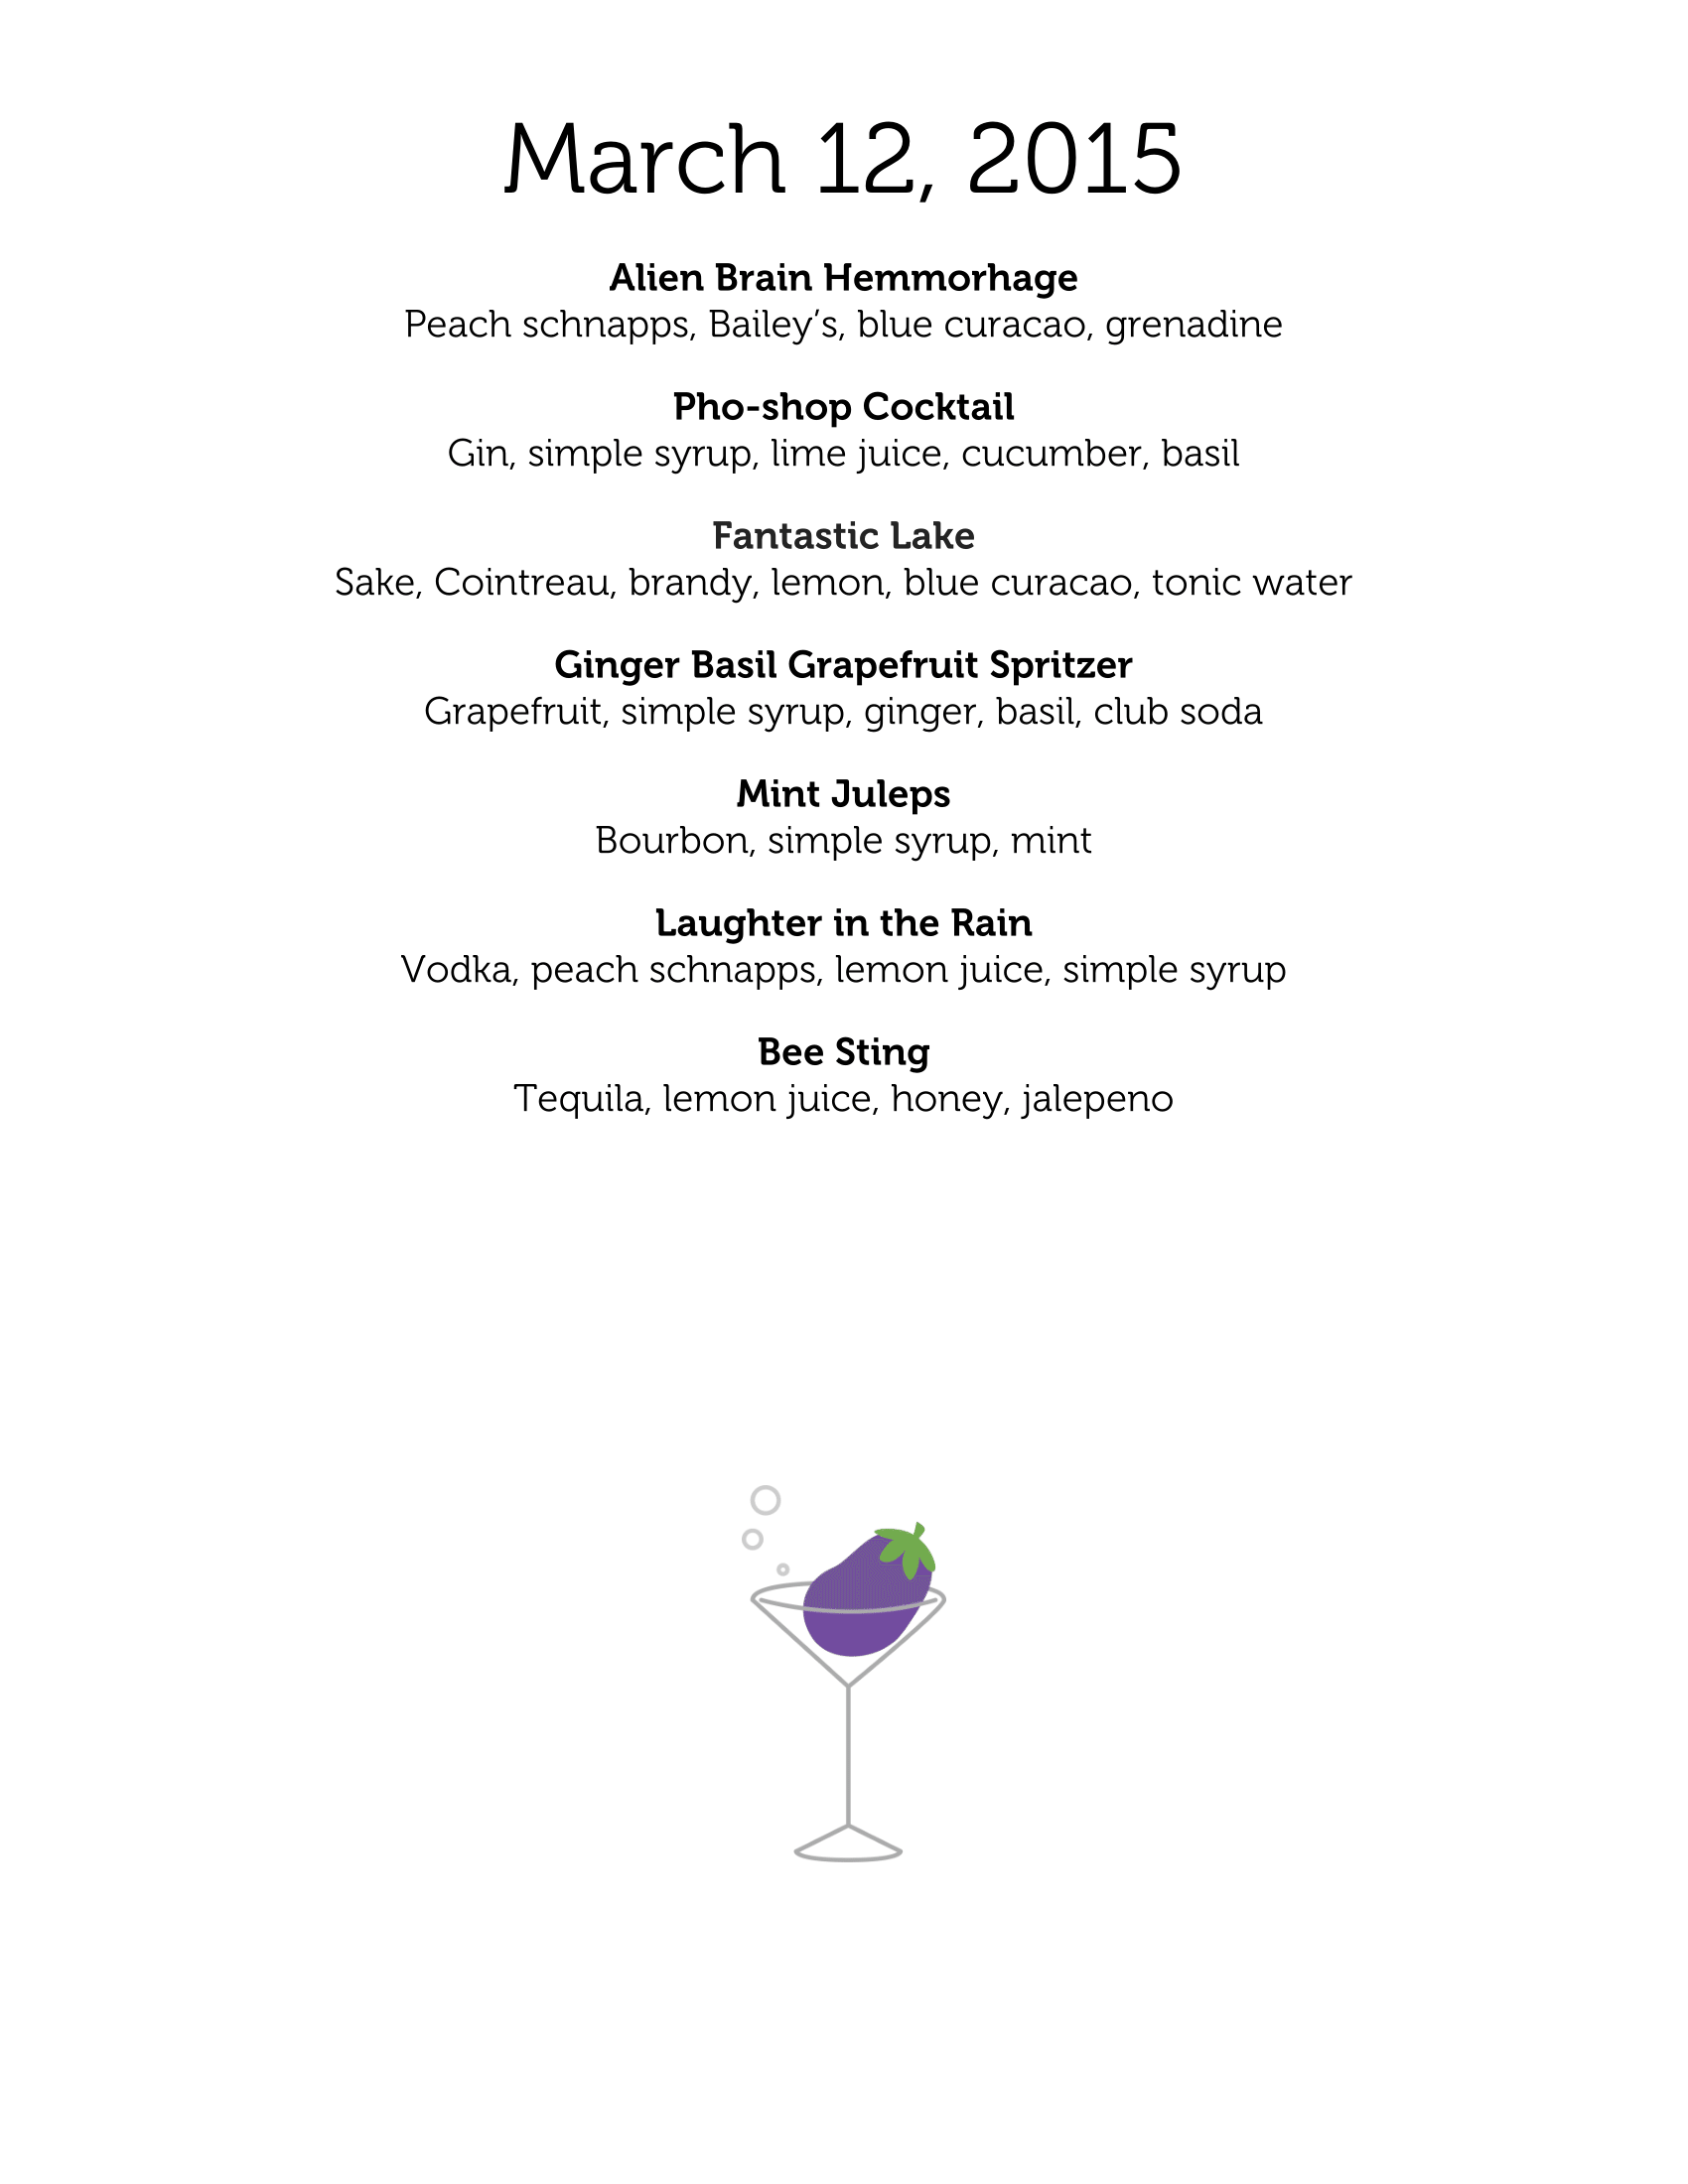 March 12, 2015
Alien Brain Hemmorhage
Peach schnapps, Bailey’s, blue curacao, grenadine
Pho-shop Cocktail
Gin, simple syrup, lime juice, cucumber, basil
Fantastic Lake
Sake, Cointreau, brandy, lemon, blue curacao, tonic water
Ginger Basil Grapefruit Spritzer
Grapefruit, simple syrup, ginger, basil, club soda
Mint Juleps
Bourbon, simple syrup, mint
Laughter in the Rain
Vodka, peach schnapps, lemon juice, simple syrup
Bee Sting
Tequila, lemon juice, honey, jalepeno